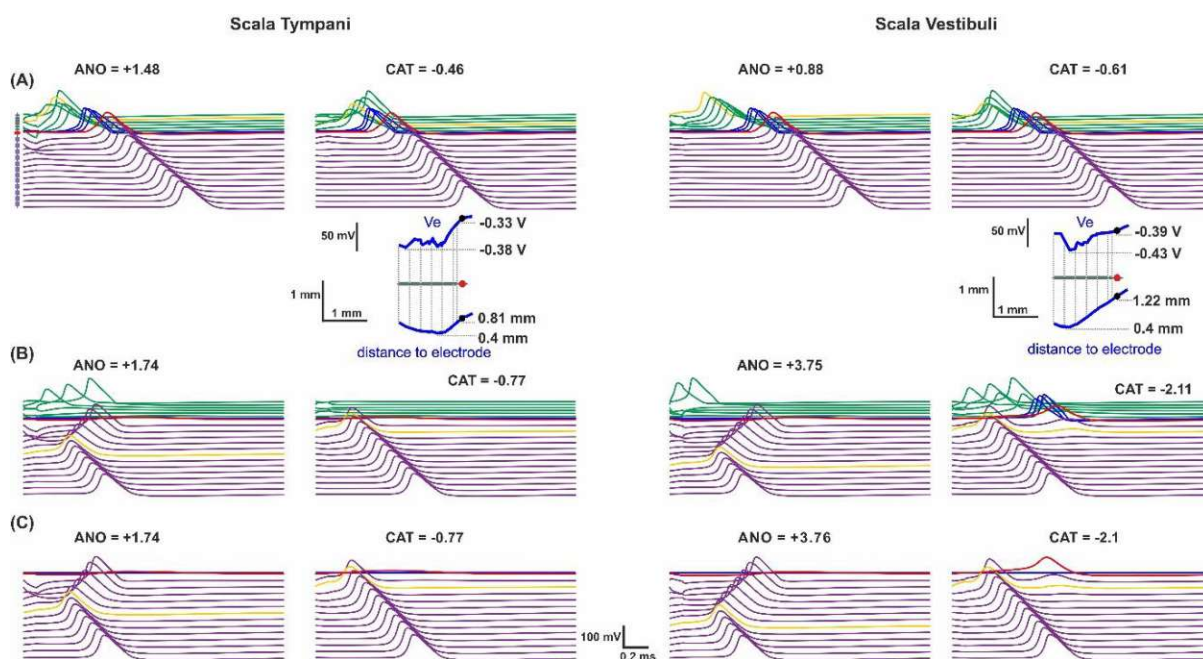 Scala Tympani
Scala Vestibuli
(A)
ANO = +1.48
CAT = -0.46
ANO = +0.88
CAT = -0.61
50 mV
Ve
-0.33 V
-0.38 V
1 mm
1 mm
0.81 mm
0.4 mm
distance to electrode
50 mV
Ve
-0.39 V
-0.43 V
1 mm
1 mm
1.22 mm
0.4 mm
distance to electrode
(B)
ANO = +1.74
CAT = -0.77
ANO = +3.75
CAT = -2.11
(C)
ANO = +1.74
CAT = -0.77
ANO = +3.76
CAT = -2.1
100 mV
0.2 ms